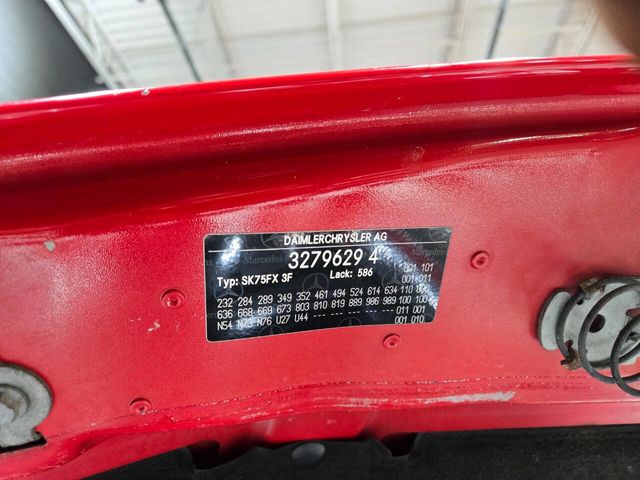 DAIMLERCHRYSLER AG
3279629 4
Typ: SK75FX 3F Lack: 586
001 101
001 011
232 284 289 349 352 461 494 524 614 634 110 000
636 668 669 673 803 810 819 889 986 989 100 100
N54 N73 N76 U27 U44 --- --- --- --- --- 011 001
001 010
Mercedes